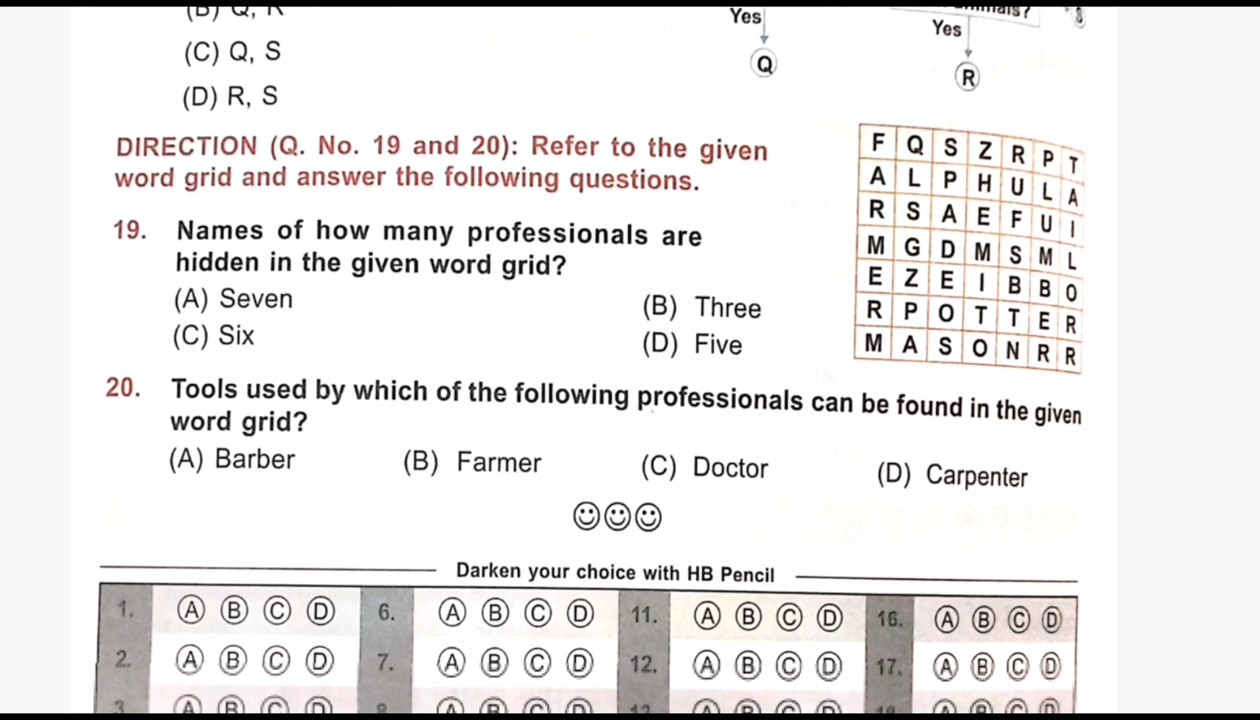 Yes
Yes
(C) Q, S
Q
R
(D) R, S
DIRECTION (Q. No. 19 and 20): Refer to the given
word grid and answer the following questions.
F Q S Z R P T
A L P H U L A
R S A E F U I
M G D M S M L
E Z E I B B O
R P O T T E R
M A S O N R R
19. Names of how many professionals are
hidden in the given word grid?
(A) Seven (B) Three
(C) Six (D) Five
20. Tools used by which of the following professionals can be found in the given
word grid?
(A) Barber (B) Farmer (C) Doctor (D) Carpenter
Darken your choice with HB Pencil
1. A B C D 6. A B C D 11. A B C D 16. A B C D
2. A B C D 7. A B C D 12. A B C D 17. A B C D